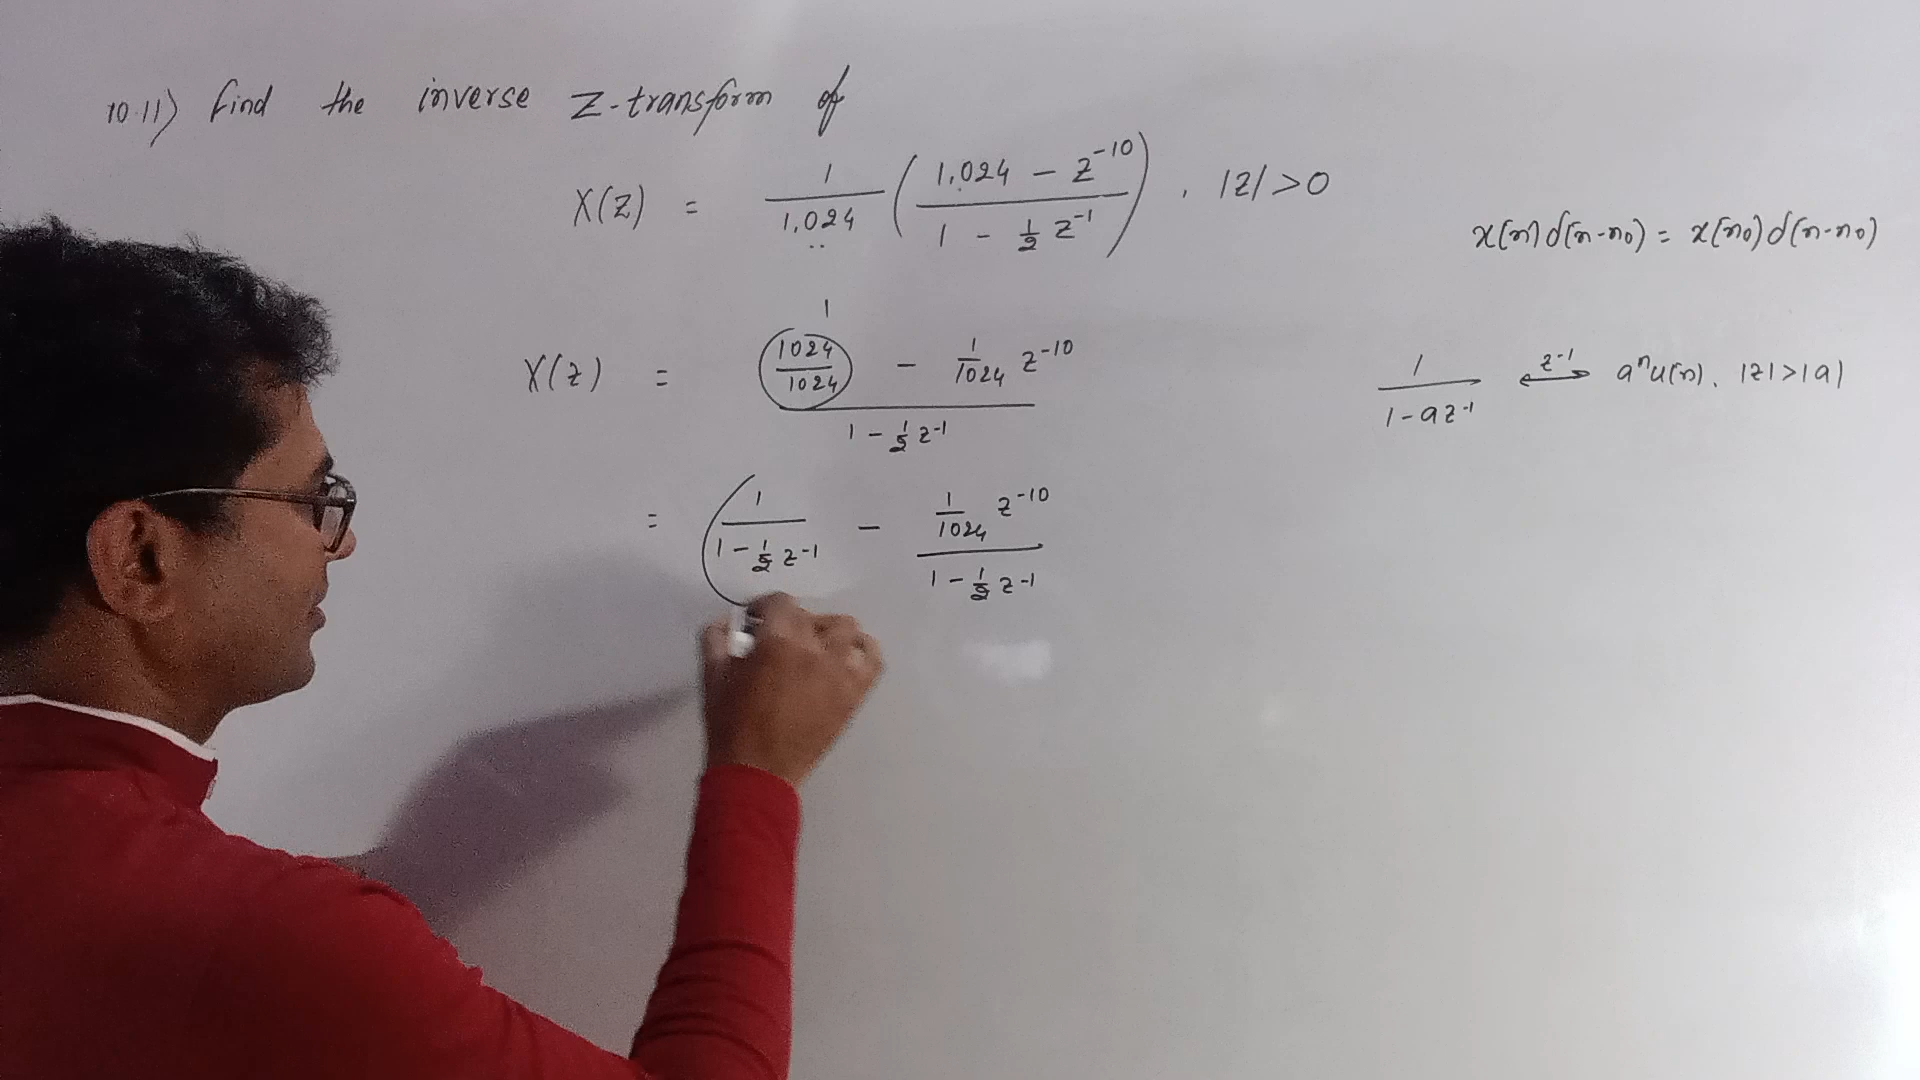 10.11) Find the inverse Z-transform of
X(Z) = 1/1,024 ( (1,024 - Z^-10) / (1 - 1/2 Z^-1) ), |Z|>0
x[n]δ[n-n0] = x[n0]δ[n-n0]
X(z) = (1024/1024 1 - 1/1024 z^-10) / (1 - 1/2 z^-1)
1/(1-az^-1) ⟷ z^-1 a^n u[n], |z|>|a|
= 1/(1 - 1/2 z^-1) - (1/1024 z^-10)/(1 - 1/2 z^-1)